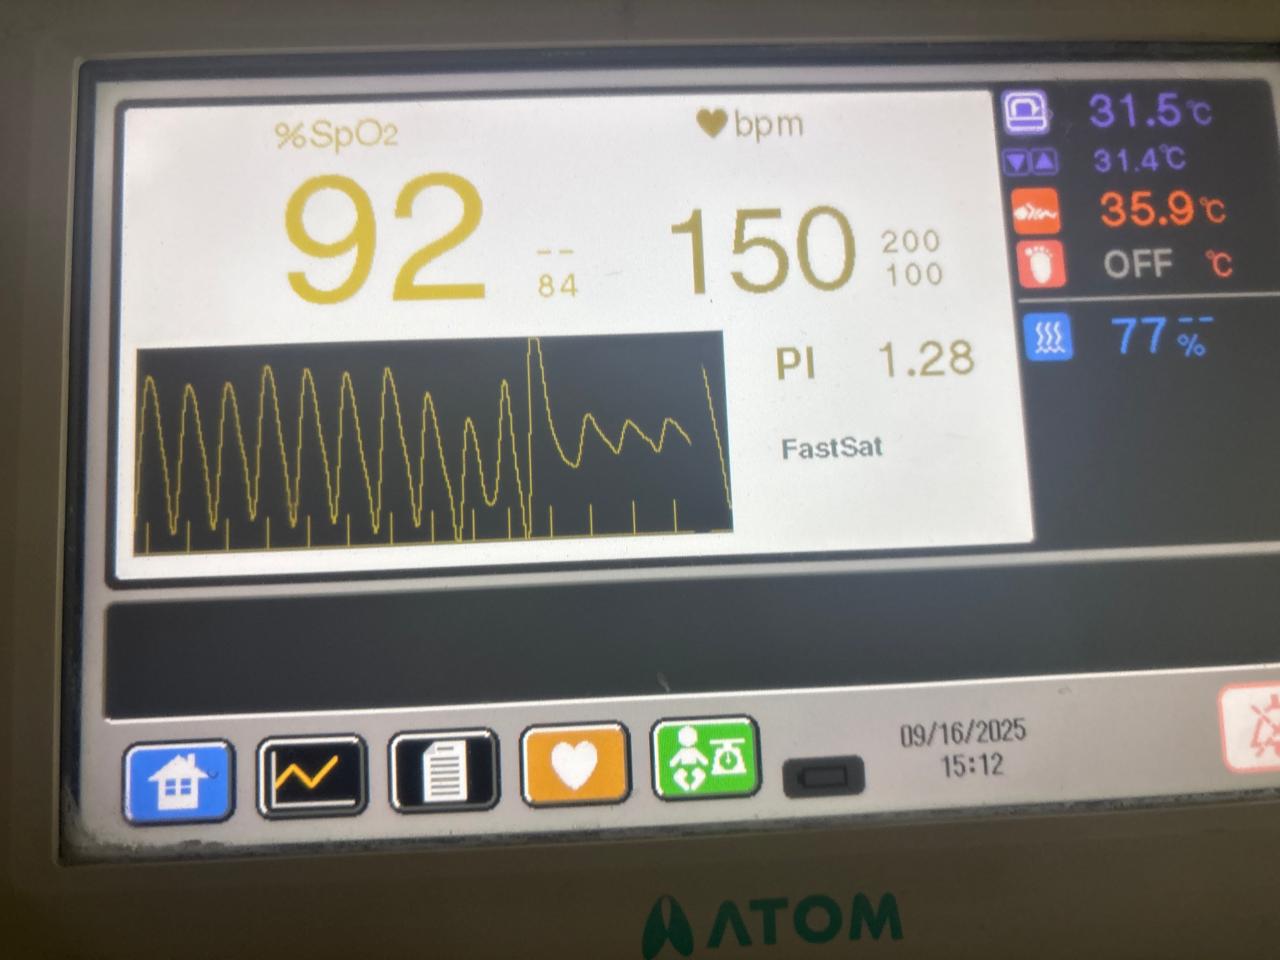 %SpO2
92
--
84
bpm
150
200
100
PI 1.28
FastSat
31.5℃
31.4℃
35.9℃
OFF ℃
77 -- %
09/16/2025
15:12
ATOM